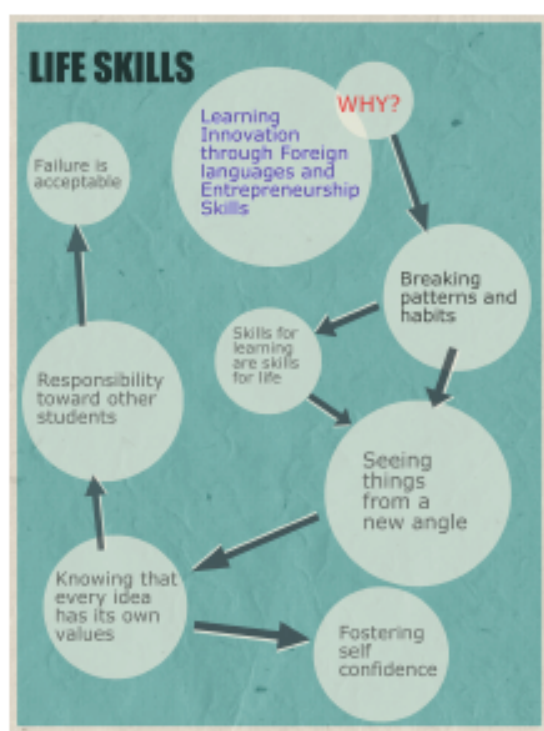 LIFE SKILLS
Learning
Innovation
through Foreign
languages and
Entrepreneurship
Skills
WHY?
Failure is
acceptable
Breaking
patterns and
habits
Skills for
learning
are skills
for life
Responsibility
toward other
students
Seeing
things
from a
new angle
Knowing that
every idea
has its own
values
Fostering
self
confidence